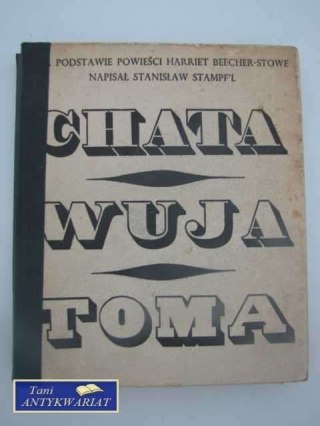 PODSTAWIE POWIEŚCI HARRIET BEECHER-STOWE
NAPISAŁ STANISŁAW STAMPF'L
CHATA
WUJA
TOMA
Tani
ANTYKWARIAT